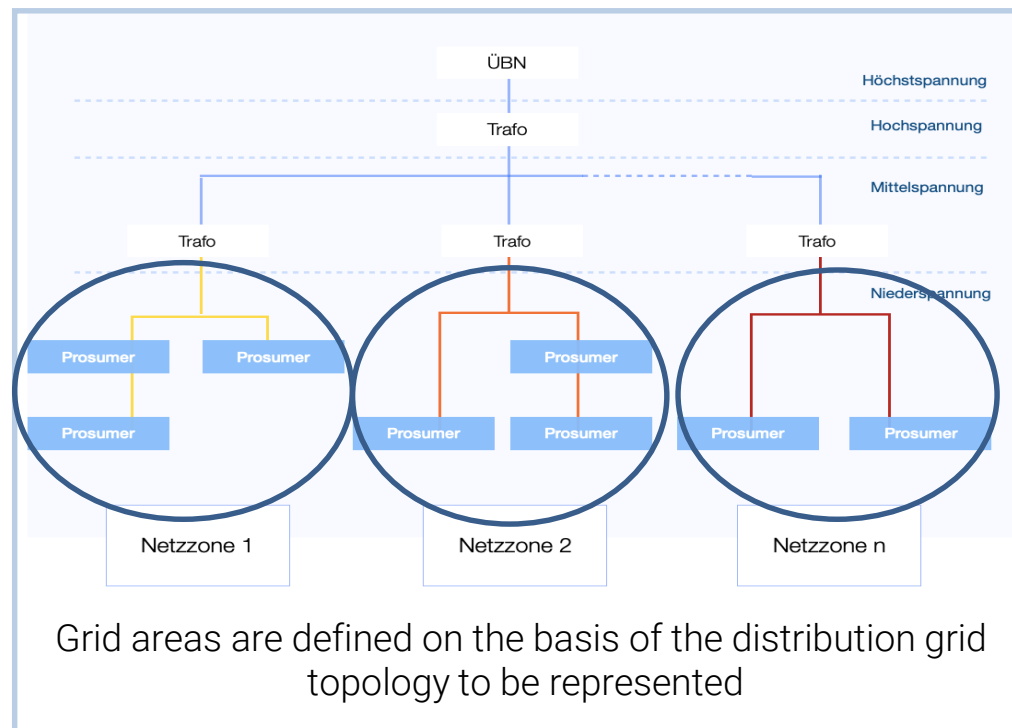 ÜBN
Höchstspannung
Trafo
Hochspannung
Mittelspannung
Trafo
Trafo
Trafo
Niederspannung
Prosumer
Prosumer
Prosumer
Prosumer
Prosumer
Prosumer
Prosumer
Prosumer
Netzzone 1
Netzzone 2
Netzzone n
Grid areas are defined on the basis of the distribution grid
topology to be represented